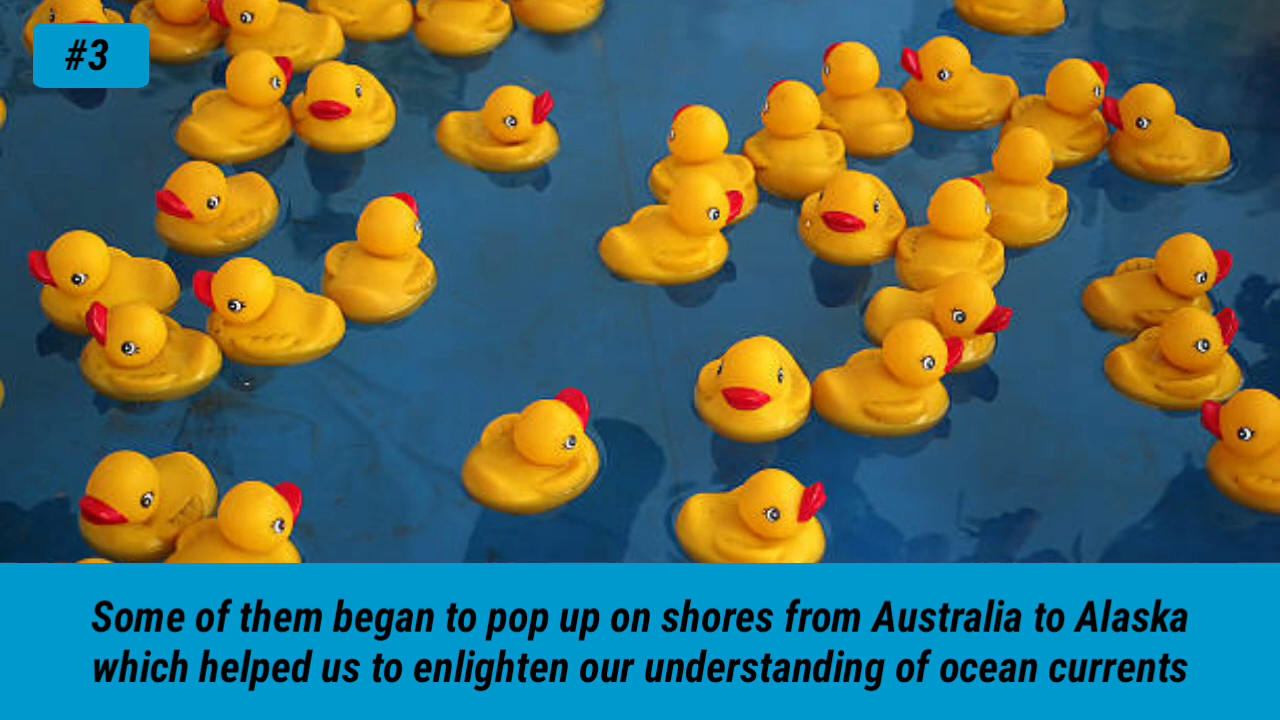 #3
Some of them began to pop up on shores from Australia to Alaska
which helped us to enlighten our understanding of ocean currents